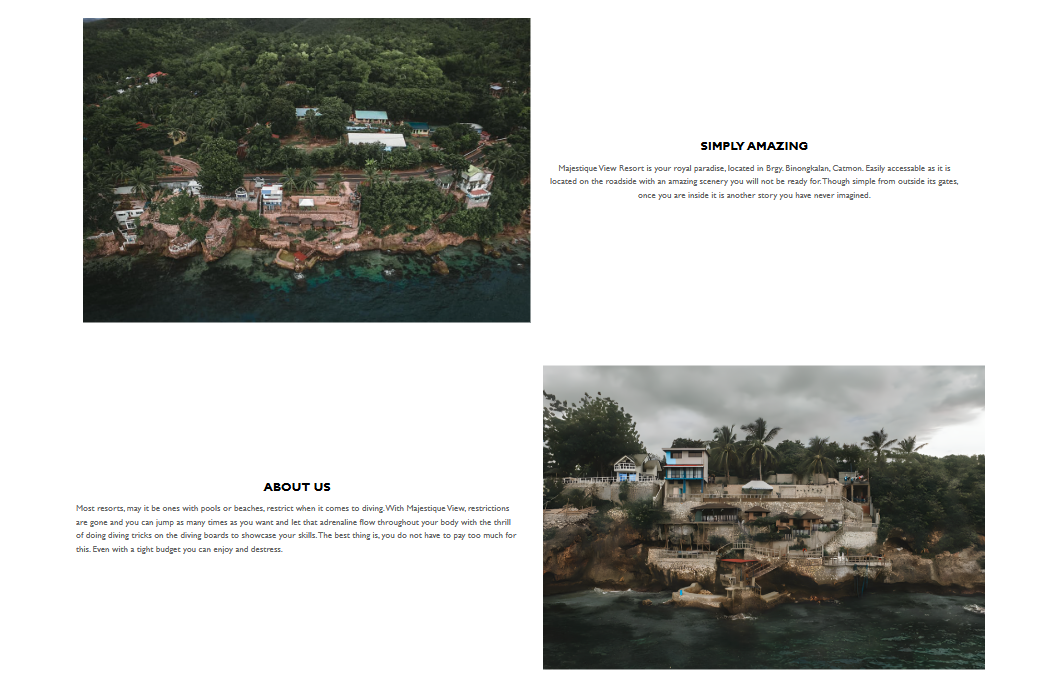 SIMPLY AMAZING
Majestique View Resort is your royal paradise, located in Brgy. Binongkalan, Catmon. Easily accessable as it is
located on the roadside with an amazing scenery you will not be ready for. Though simple from outside its gates,
once you are inside it is another story you have never imagined.
ABOUT US
Most resorts, may it be ones with pools or beaches, restrict when it comes to diving. With Majestique View, restrictions
are gone and you can jump as many times as you want and let that adrenaline flow throughout your body with the thrill
of doing diving tricks on the diving boards to showcase your skills. The best thing is, you do not have to pay too much for
this. Even with a tight budget you can enjoy and destress.